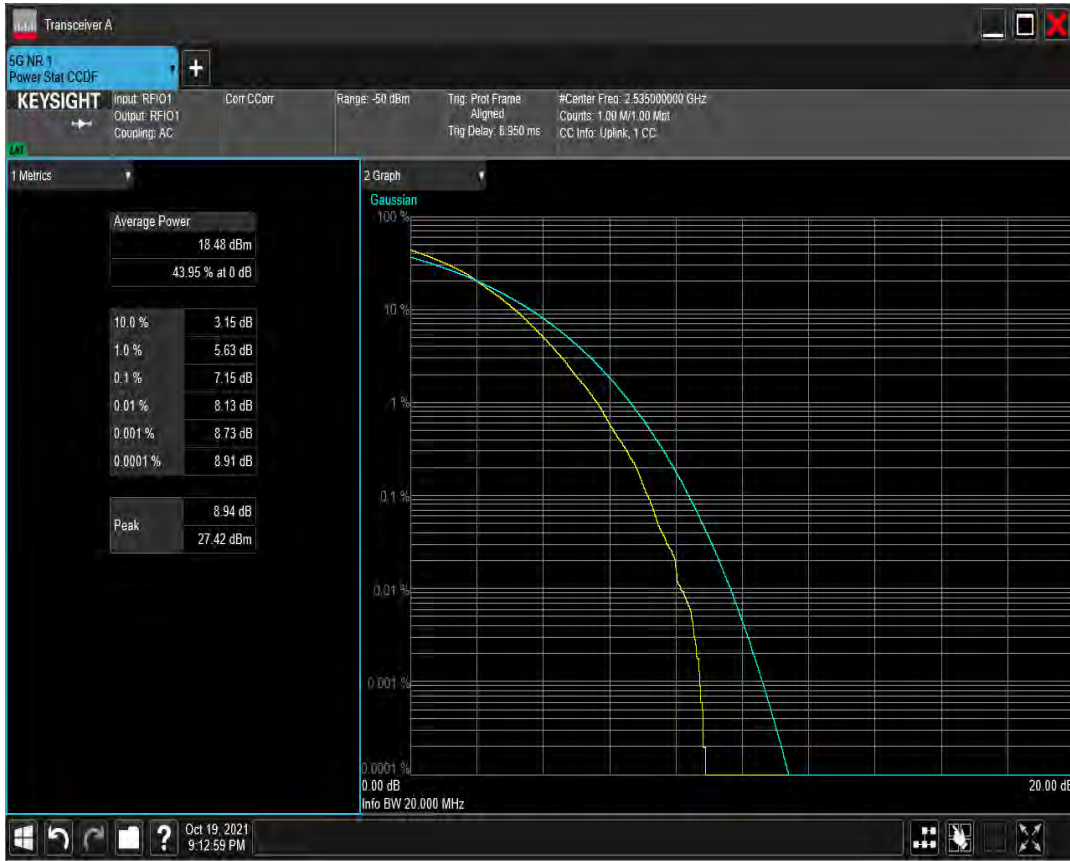 Transceiver A
5G NR 1
Power Stat CCDF
+
KEYSIGHT
Input: RFIO1
Output: RFIO1
Coupling: AC
Corr CCorr
Range: -50 dBm
Trig: Prot Frame
Aligned
Trig Delay: 8.950 ms
#Center Freq: 2.535000000 GHz
Counts: 1.00 M/1.00 Mpt
CC Info: Uplink, 1 CC
LXI
1 Metrics
Average Power
18.48 dBm
43.95 % at 0 dB
10.0 % 3.15 dB
1.0 % 5.63 dB
0.1 % 7.15 dB
0.01 % 8.13 dB
0.001 % 8.73 dB
0.0001 % 8.91 dB
Peak
8.94 dB
27.42 dBm
2 Graph
Gaussian
100 %
10 %
1 %
0.1 %
0.01 %
0.001 %
0.0001 %
0.00 dB
20.00 dB
Info BW 20.000 MHz
?
Oct 19, 2021
9:12:59 PM